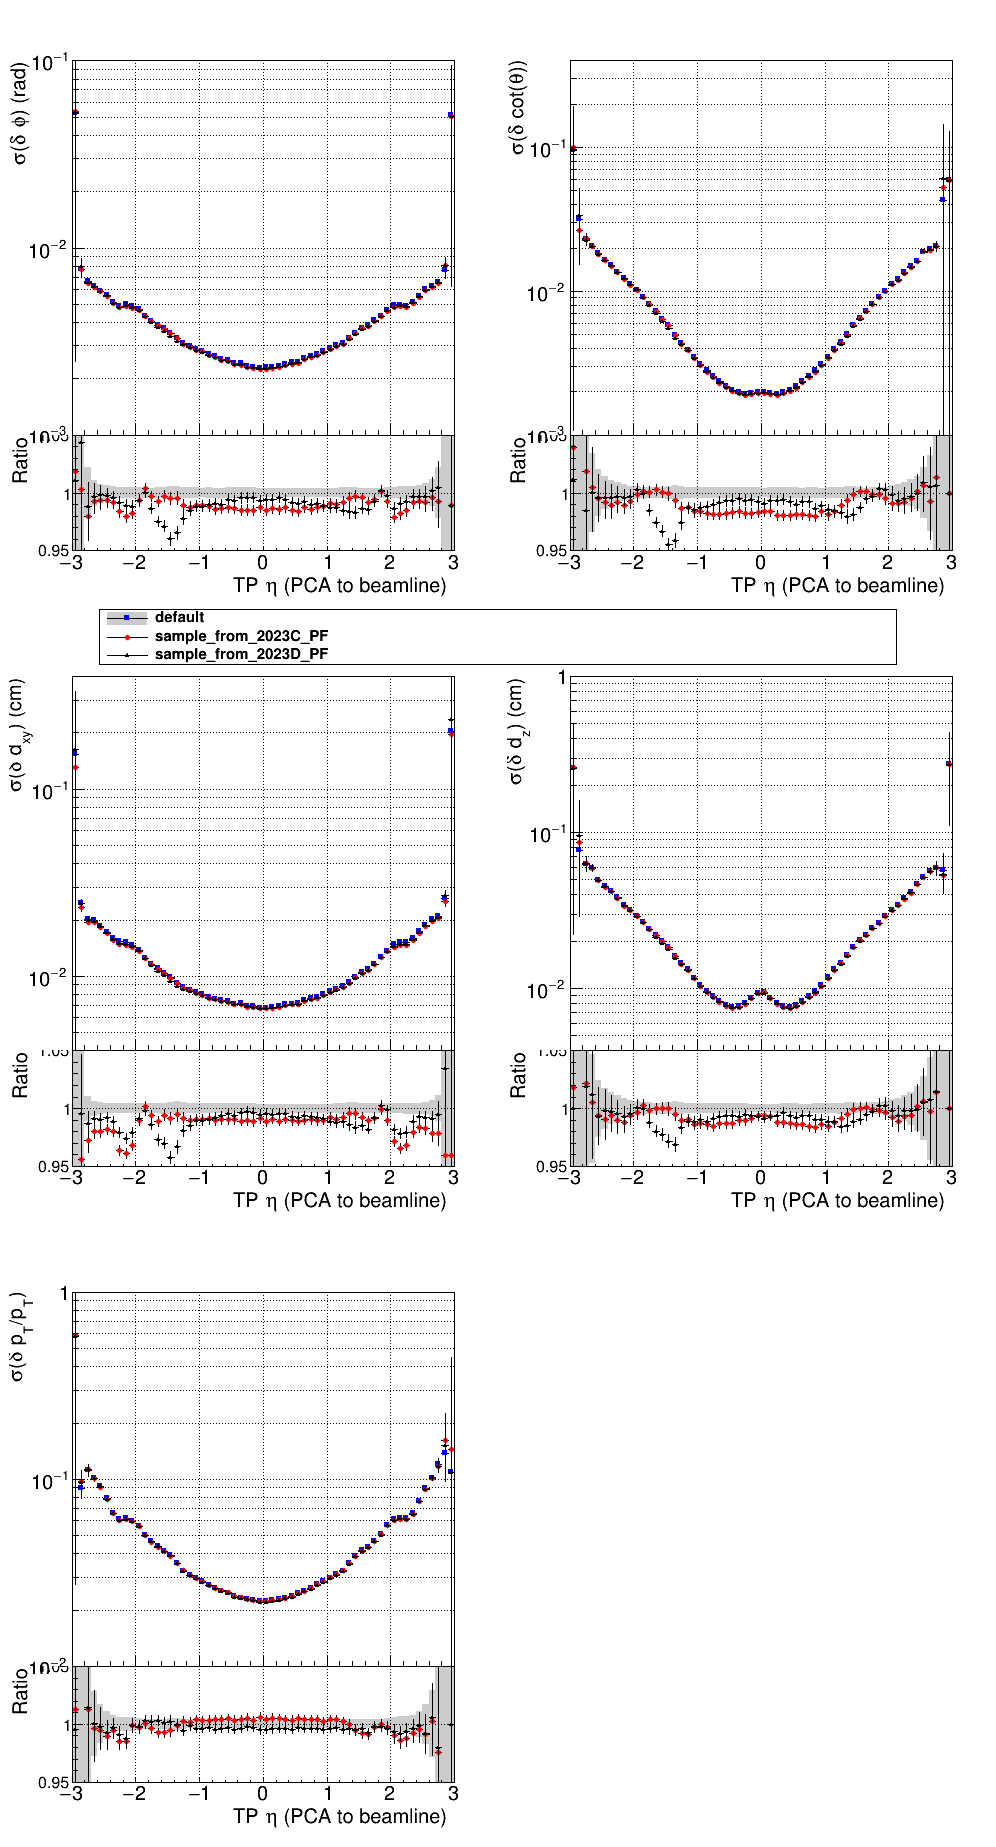 σ(δ φ) (rad)
10⁻¹
10⁻²
10⁻³
Ratio
1
0.95
−3 −2 −1 0 1 2 3
TP η (PCA to beamline)
σ(δ cot(θ))
10⁻¹
10⁻²
10⁻³
Ratio
1
0.95
−3 −2 −1 0 1 2 3
TP η (PCA to beamline)
default
sample_from_2023C_PF
sample_from_2023D_PF
σ(δ d_xy) (cm)
10⁻¹
10⁻²
1.05
Ratio
1
0.95
−3 −2 −1 0 1 2 3
TP η (PCA to beamline)
σ(δ d_z) (cm)
1
10⁻¹
10⁻²
1.05
Ratio
1
0.95
−3 −2 −1 0 1 2 3
TP η (PCA to beamline)
σ(δ p_T/p_T)
1
10⁻¹
10⁻²
Ratio
1
0.95
−3 −2 −1 0 1 2 3
TP η (PCA to beamline)